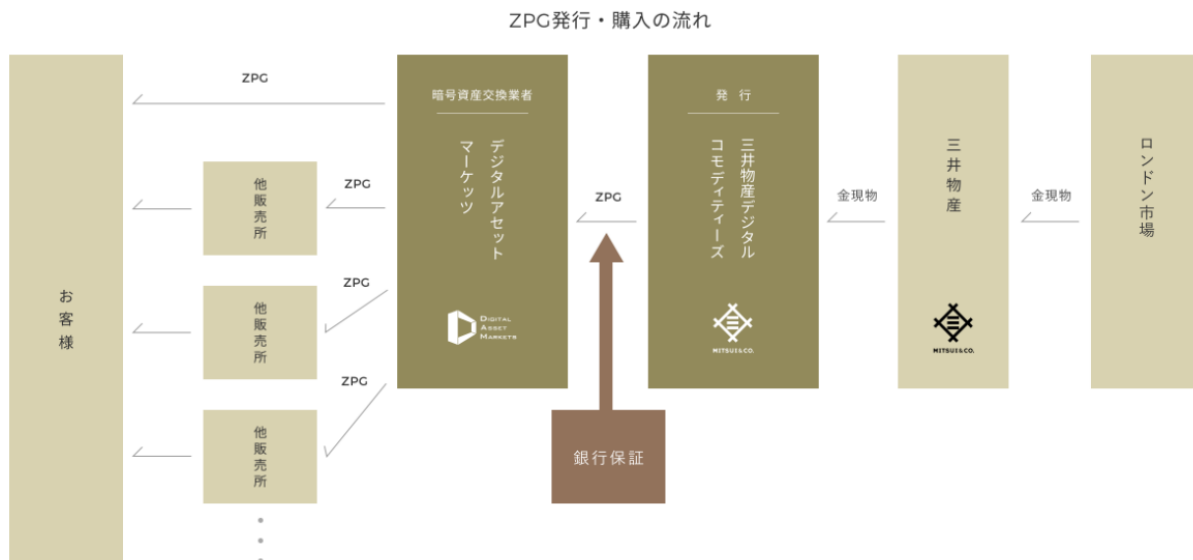 ZPG発行・購入の流れ
お客様
ZPG
ZPG
ZPG
ZPG
他販売所
他販売所
他販売所
暗号資産交換業者
デジタルアセット
マーケッツ
DIGITAL
ASSET
MARKETS
ZPG
銀行保証
発 行
三井物産デジタル
コモディティーズ
MITSUI&CO.
金現物
三井物産
MITSUI&CO.
金現物
ロンドン市場